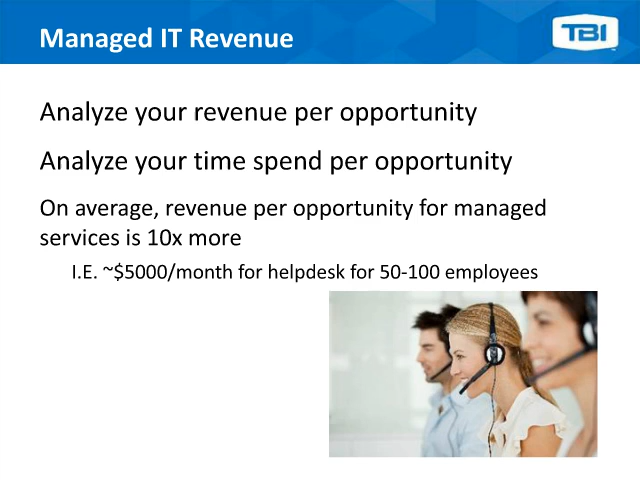 Managed IT Revenue
TBI
Analyze your revenue per opportunity
Analyze your time spend per opportunity
On average, revenue per opportunity for managed
services is 10x more
I.E. ~$5000/month for helpdesk for 50-100 employees